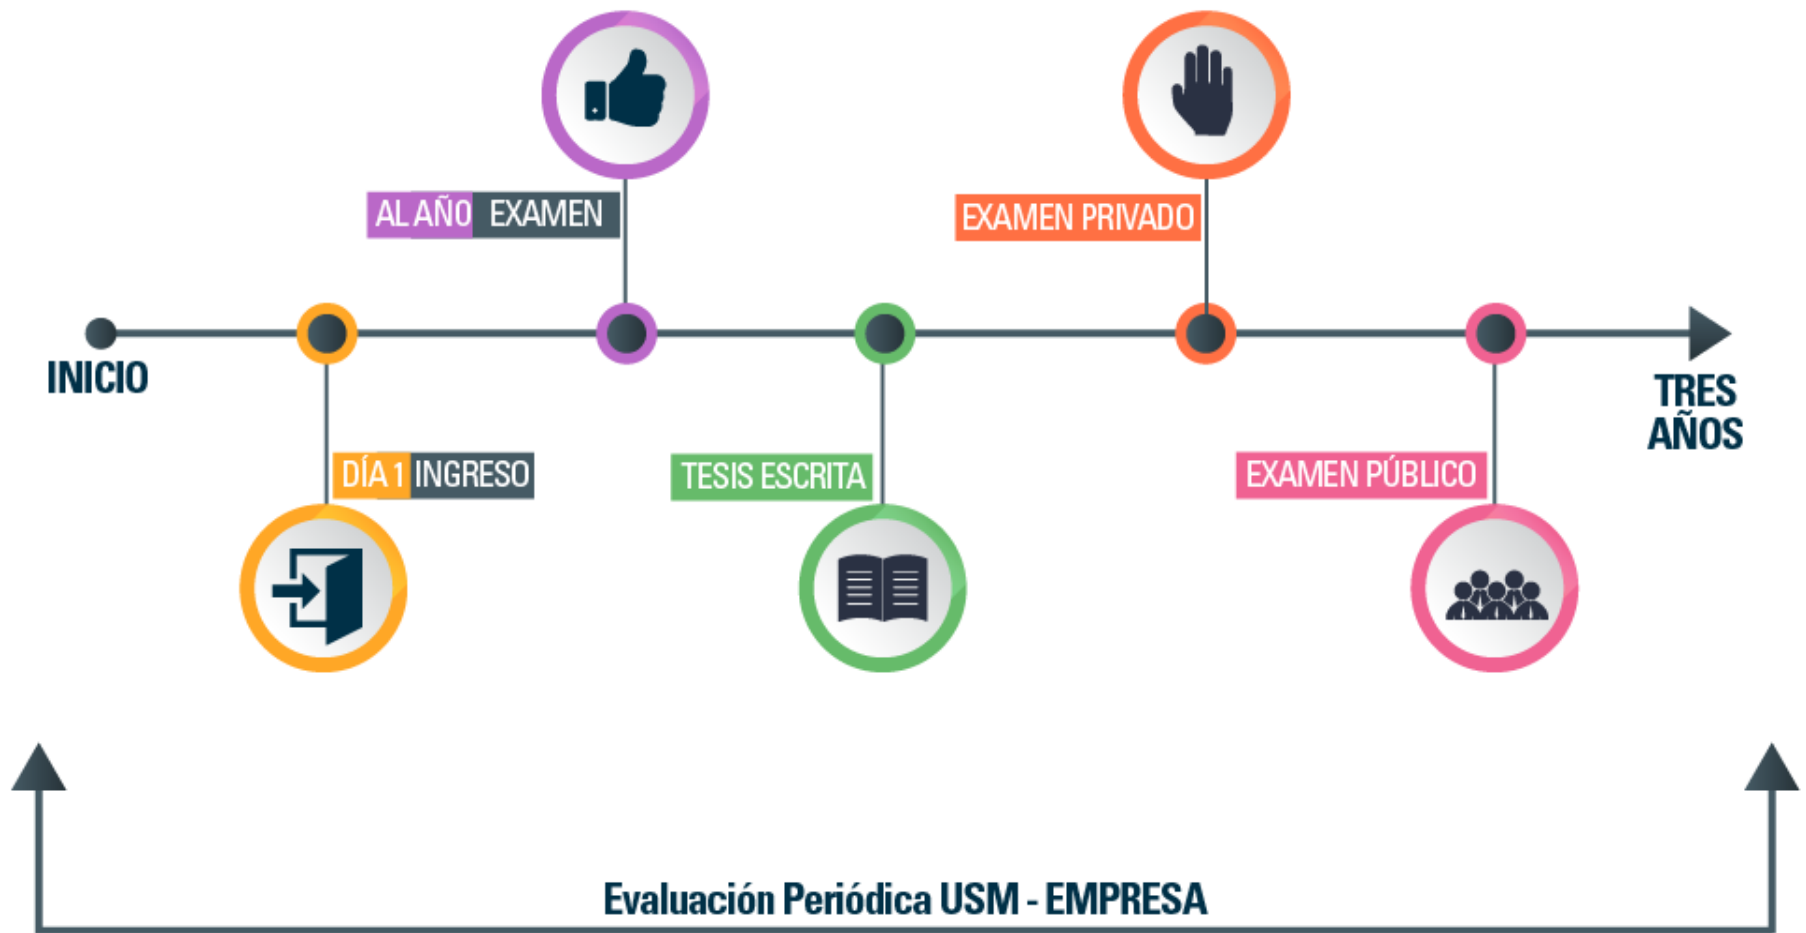 AL AÑO EXAMEN
EXAMEN PRIVADO
INICIO
TRES
AÑOS
DÍA 1 INGRESO
TESIS ESCRITA
EXAMEN PÚBLICO
Evaluación Periódica USM - EMPRESA